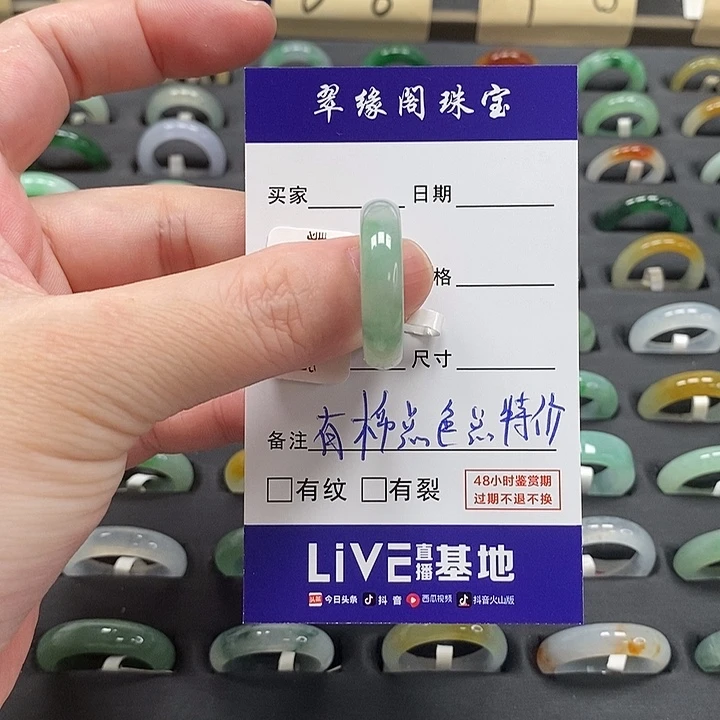 翠缘阁珠宝
买家 日期
格
尺寸
备注 有棉点色点特价
□有纹 □有裂
48小时鉴赏期
过期不退不换
LiVE直播基地
头条 今日头条 抖音 西瓜视频 抖音火山版